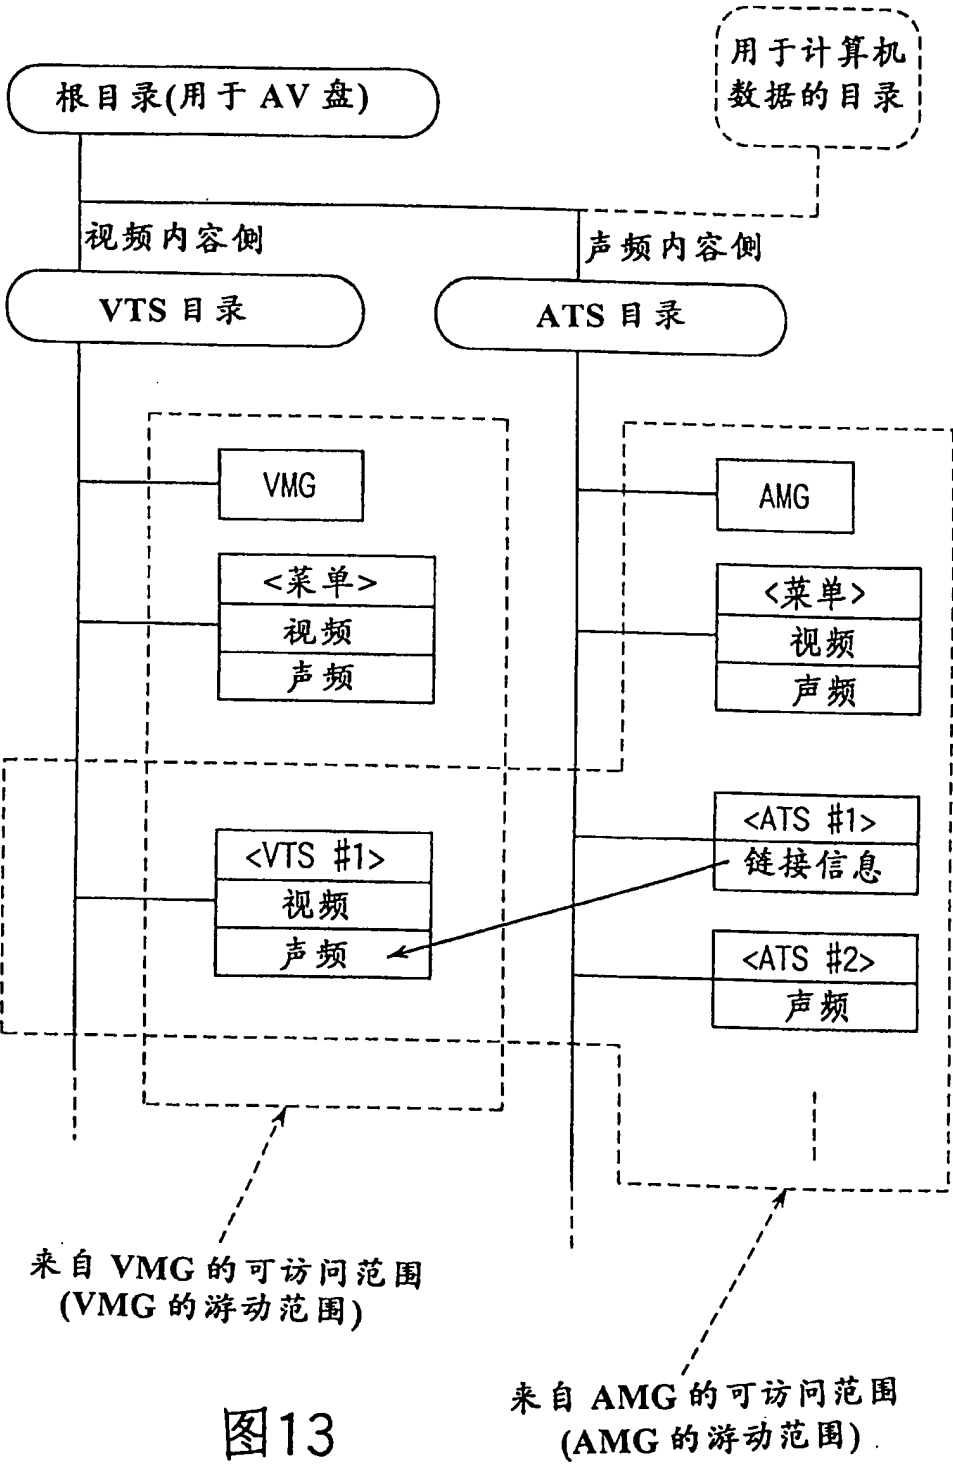 用于计算机
数据的目录
根目录(用于 AV 盘)
视频内容侧
声频内容侧
VTS 目录
ATS 目录
VMG
<菜单>
视频
声频
AMG
<菜单>
视频
声频
<VTS #1>
视频
声频
<ATS #1>
链接信息
<ATS #2>
声频
来自 VMG 的可访问范围
(VMG 的游动范围)
来自 AMG 的可访问范围
(AMG 的游动范围)
图13